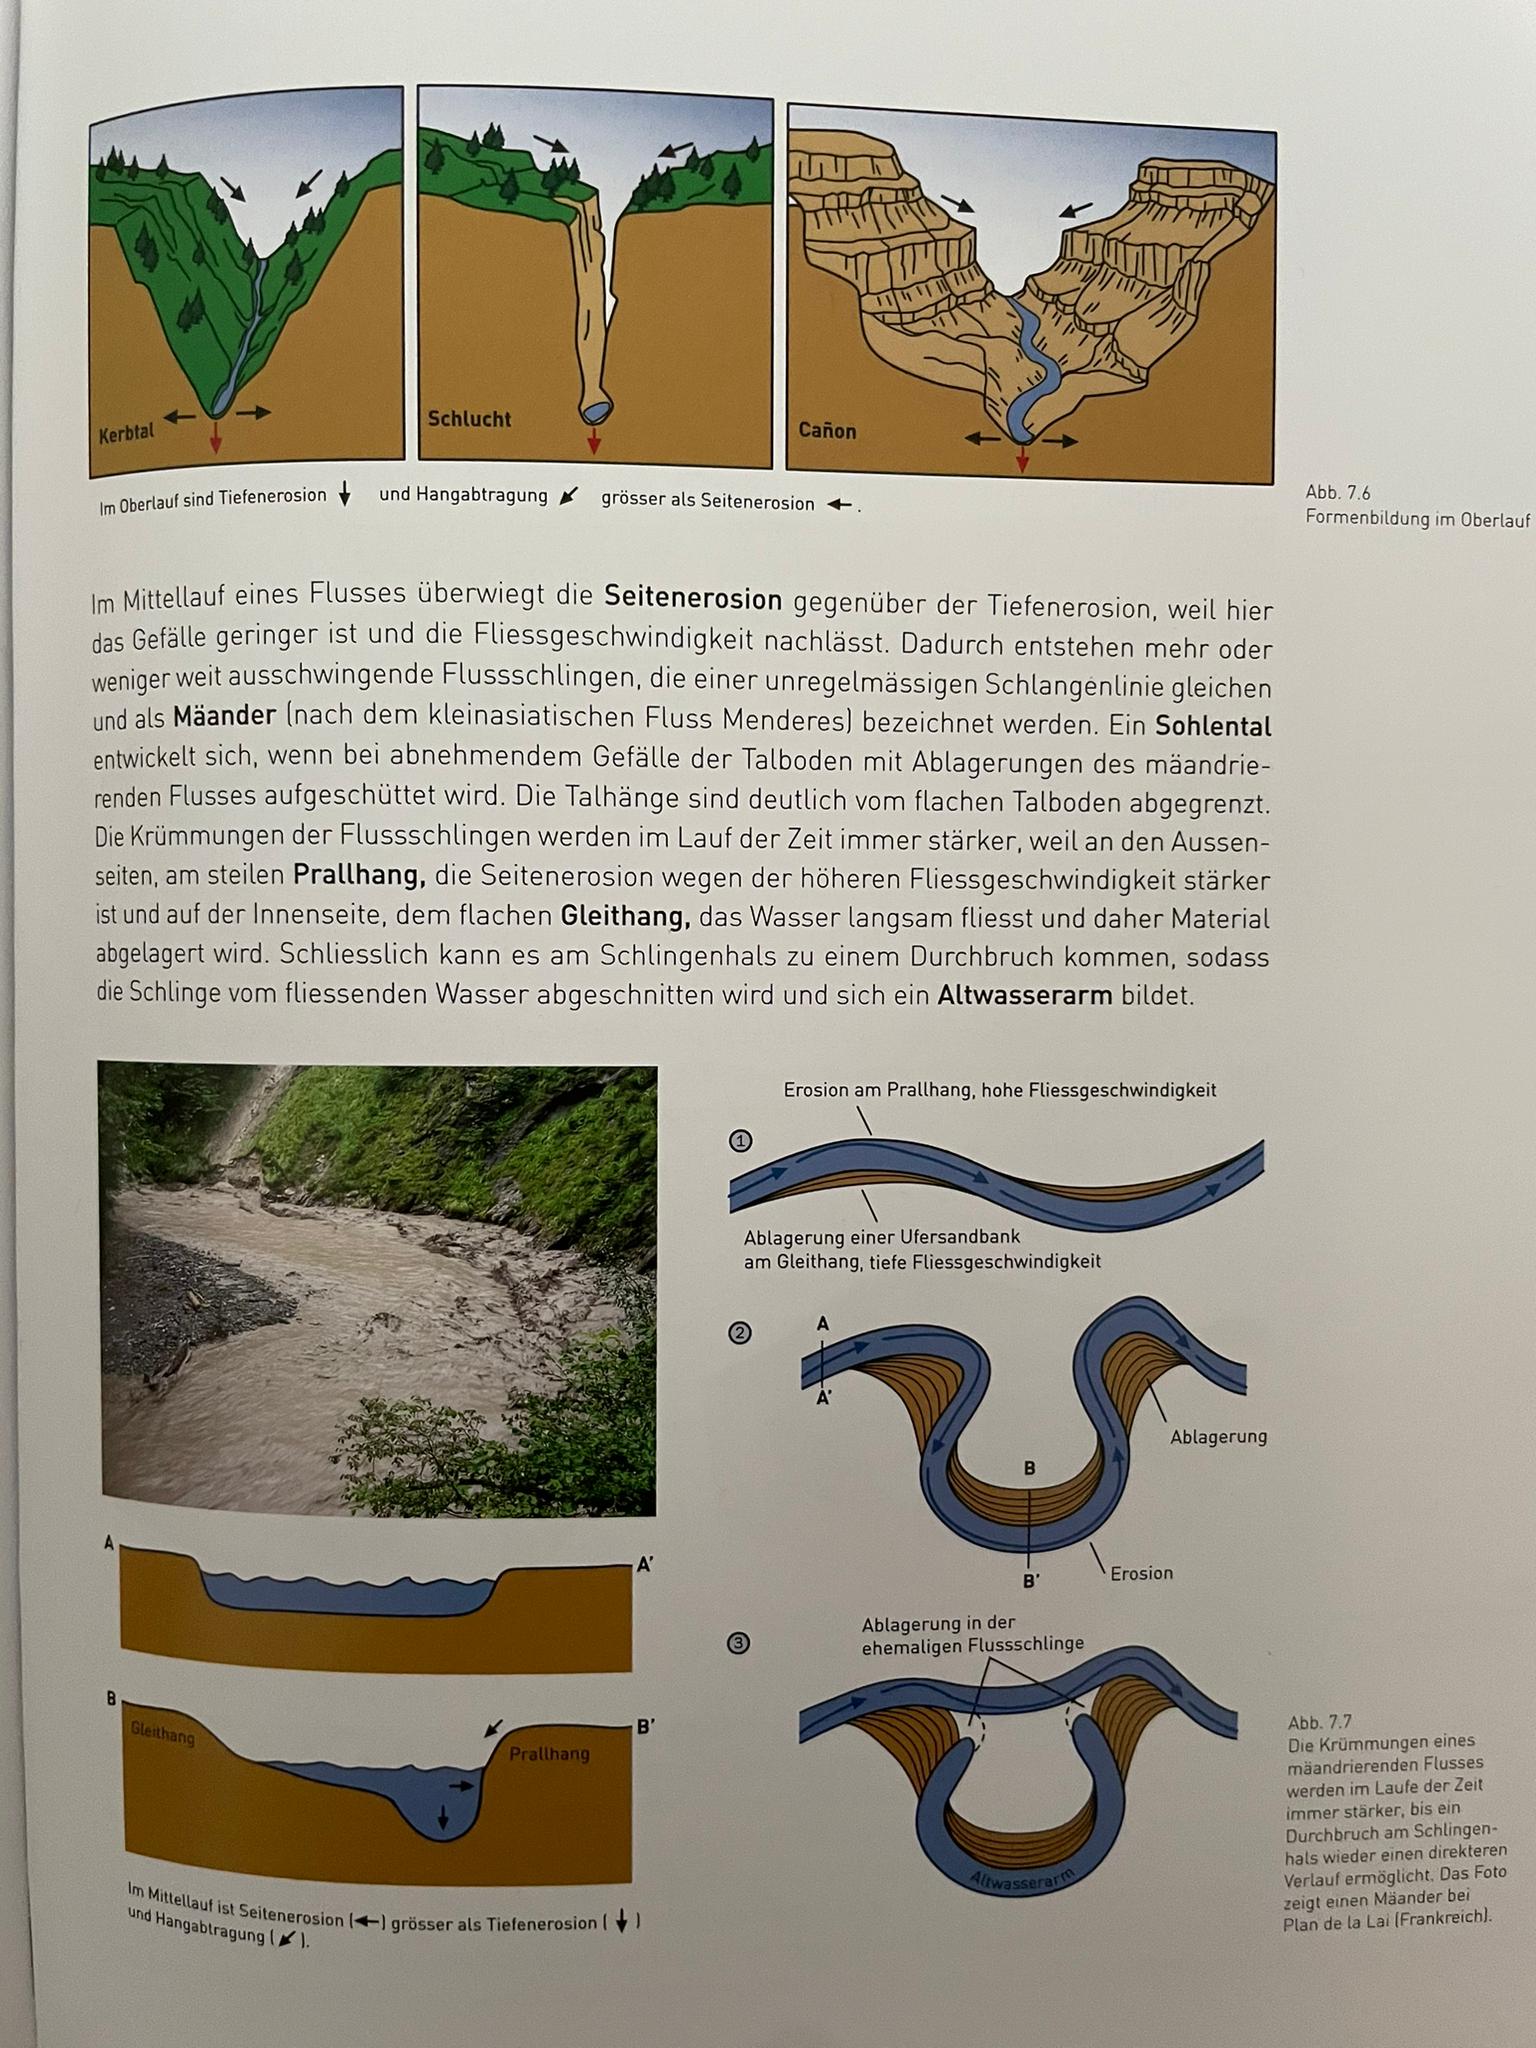 Kerbtal
Schlucht
Cañon
Im Oberlauf sind Tiefenerosion und Hangabtragung grösser als Seitenerosion .
Abb. 7.6
Formenbildung im Oberlauf
Im Mittellauf eines Flusses überwiegt die Seitenerosion gegenüber der Tiefenerosion, weil hier
das Gefälle geringer ist und die Fliessgeschwindigkeit nachlässt. Dadurch entstehen mehr oder
weniger weit ausschwingende Flussschlingen, die einer unregelmässigen Schlangenlinie gleichen
und als Mäander (nach dem kleinasiatischen Fluss Menderes) bezeichnet werden. Ein Sohlental
entwickelt sich, wenn bei abnehmendem Gefälle der Talboden mit Ablagerungen des mäandrie-
renden Flusses aufgeschüttet wird. Die Talhänge sind deutlich vom flachen Talboden abgegrenzt.
Die Krümmungen der Flussschlingen werden im Lauf der Zeit immer stärker, weil an den Aussen-
seiten, am steilen Prallhang, die Seitenerosion wegen der höheren Fliessgeschwindigkeit stärker
ist und auf der Innenseite, dem flachen Gleithang, das Wasser langsam fliesst und daher Material
abgelagert wird. Schliesslich kann es am Schlingenhals zu einem Durchbruch kommen, sodass
die Schlinge vom fliessenden Wasser abgeschnitten wird und sich ein Altwasserarm bildet.
A
A'
B
B'
Gleithang
Prallhang
Im Mittellauf ist Seitenerosion (←) grösser als Tiefenerosion (↓)
und Hangabtragung (↙).
Erosion am Prallhang, hohe Fliessgeschwindigkeit
1
Ablagerung einer Ufersandbank
am Gleithang, tiefe Fliessgeschwindigkeit
2
A
A'
Ablagerung
B
B'
Erosion
3
Ablagerung in der
ehemaligen Flussschlinge
Altwasserarm
Abb. 7.7
Die Krümmungen eines
mäandrierenden Flusses
werden im Laufe der Zeit
immer stärker, bis ein
Durchbruch am Schlingen-
hals wieder einen direkteren
Verlauf ermöglicht. Das Foto
zeigt einen Mäander bei
Plan de la Lai (Frankreich).